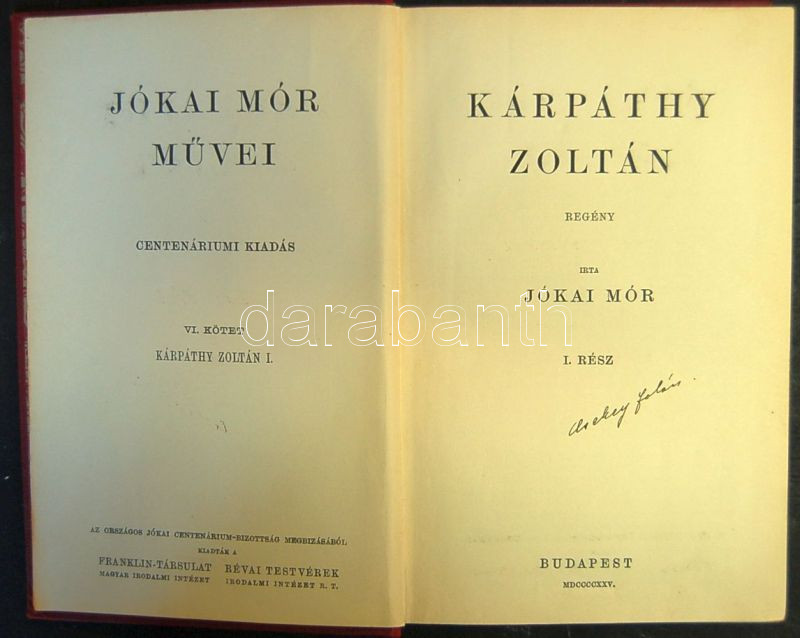 JÓKAI MÓR
MŰVEI
CENTENÁRIUMI KIADÁS
VI. KÖTET
KÁRPÁTHY ZOLTÁN I.
AZ ORSZÁGOS JÓKAI CENTENÁRIUM-BIZOTTSÁG MEGBIZÁSÁBÓL
KIADTÁK A
FRANKLIN-TÁRSULAT RÉVAI TESTVÉREK
MAGYAR IRODALMI INTÉZET IRODALMI INTÉZET R. T.
KÁRPÁTHY
ZOLTÁN
REGÉNY
IRTA
JÓKAI MÓR
I. RÉSZ
BUDAPEST
MDCCCCXXV.
darabanth